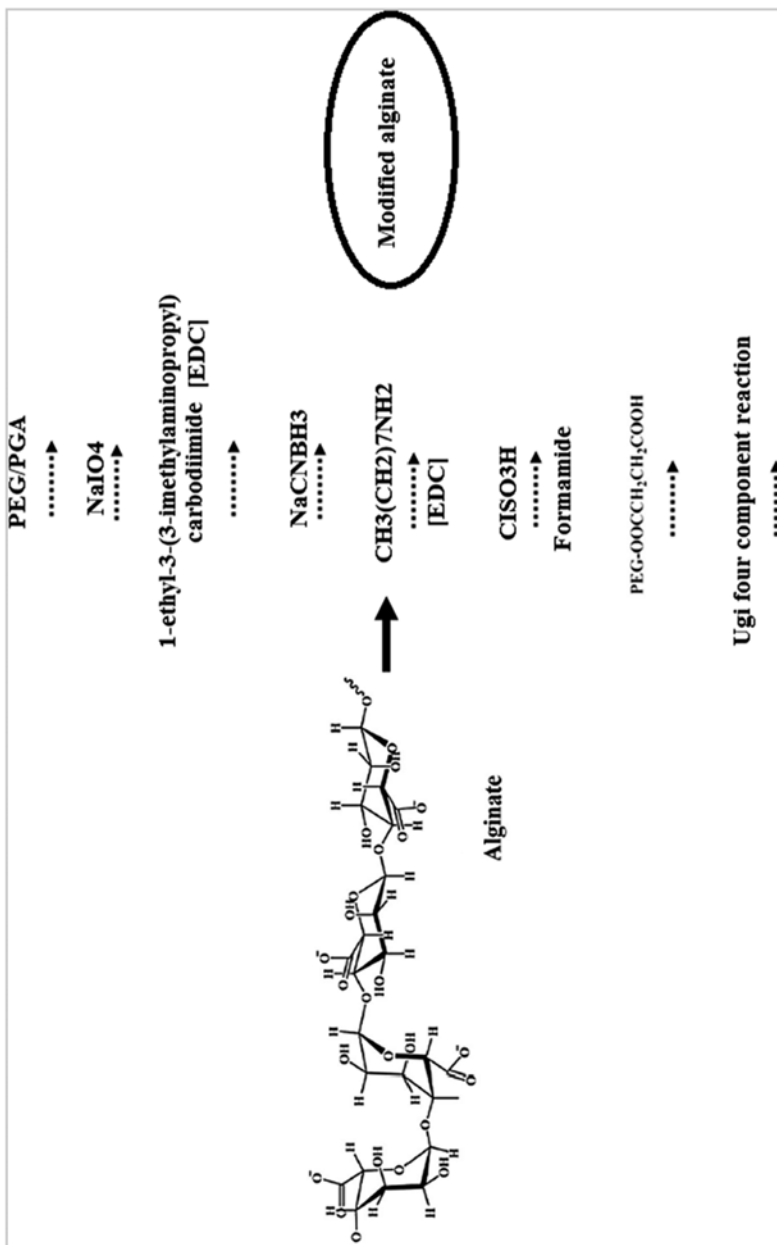 PEG/PGA
NaIO4
1-ethyl-3-(3-imethylaminopropyl)
carbodiimide [EDC]
NaCNBH3
CH3(CH2)7NH2
[EDC]
ClSO3H
Formamide
PEG-OOCCH₂CH₂COOH
Ugi four component reaction
Alginate
Modified alginate